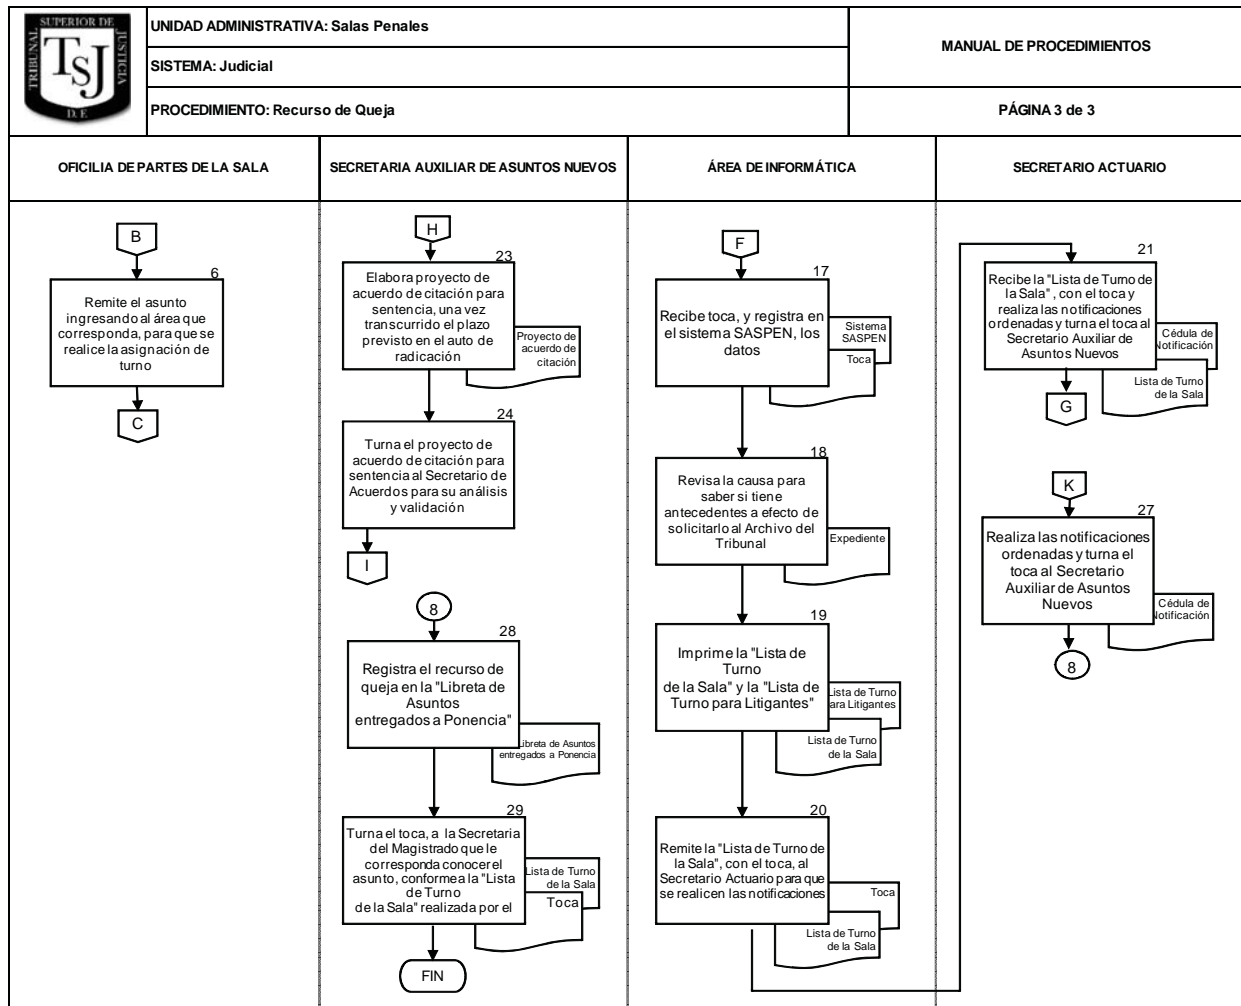 SUPERIOR DE
TRIBUNAL
JUSTICIA
TSJ
D. F.
UNIDAD ADMINISTRATIVA: Salas Penales
SISTEMA: Judicial
PROCEDIMIENTO: Recurso de Queja
MANUAL DE PROCEDIMIENTOS
PÁGINA 3 de 3
OFICILIA DE PARTES DE LA SALA
SECRETARIA AUXILIAR DE ASUNTOS NUEVOS
ÁREA DE INFORMÁTICA
SECRETARIO ACTUARIO
B
6
Remite el asunto
ingresando al área que
corresponda, para que se
realice la asignación de
turno
C
H
23
Elabora proyecto de
acuerdo de citación para
sentencia, una vez
transcurrido el plazo
previsto en el auto de
radicación
Proyecto de
acuerdo de
citación
24
Turna el proyecto de
acuerdo de citación para
sentencia al Secretario de
Acuerdos para su análisis
y validación
I
8
28
Registra el recurso de
queja en la "Libreta de
Asuntos
entregados a Ponencia"
Libreta de Asuntos
entregados a Ponencia
29
Turna el toca, a la Secretaria
del Magistrado que le
corresponda conocer el
asunto, conforme a la "Lista
de Turno
de la Sala" realizada por el
Lista de Turno
de la Sala
Toca
FIN
F
17
Recibe toca, y registra en
el sistema SASPEN, los
datos
Sistema
SASPEN
Toca
18
Revisa la causa para
saber si tiene
antecedentes a efecto de
solicitarlo al Archivo del
Tribunal
Expediente
19
Imprime la "Lista de
Turno
de la Sala" y la "Lista de
Turno para Litigantes"
Lista de Turno
para Litigantes
Lista de Turno
de la Sala
20
Remite la "Lista de Turno de
la Sala", con el toca, al
Secretario Actuario para que
se realicen las notificaciones
Toca
Lista de Turno
de la Sala
21
Recibe la "Lista de Turno de
la Sala" , con el toca y
realiza las notificaciones
ordenadas y turna el toca al
Secretario Auxiliar de
Asuntos Nuevos
Cédula de
Notificación
Lista de Turno
de la Sala
G
K
27
Realiza las notificaciones
ordenadas y turna el
toca al Secretario
Auxiliar de Asuntos
Nuevos
Cédula de
Notificación
8